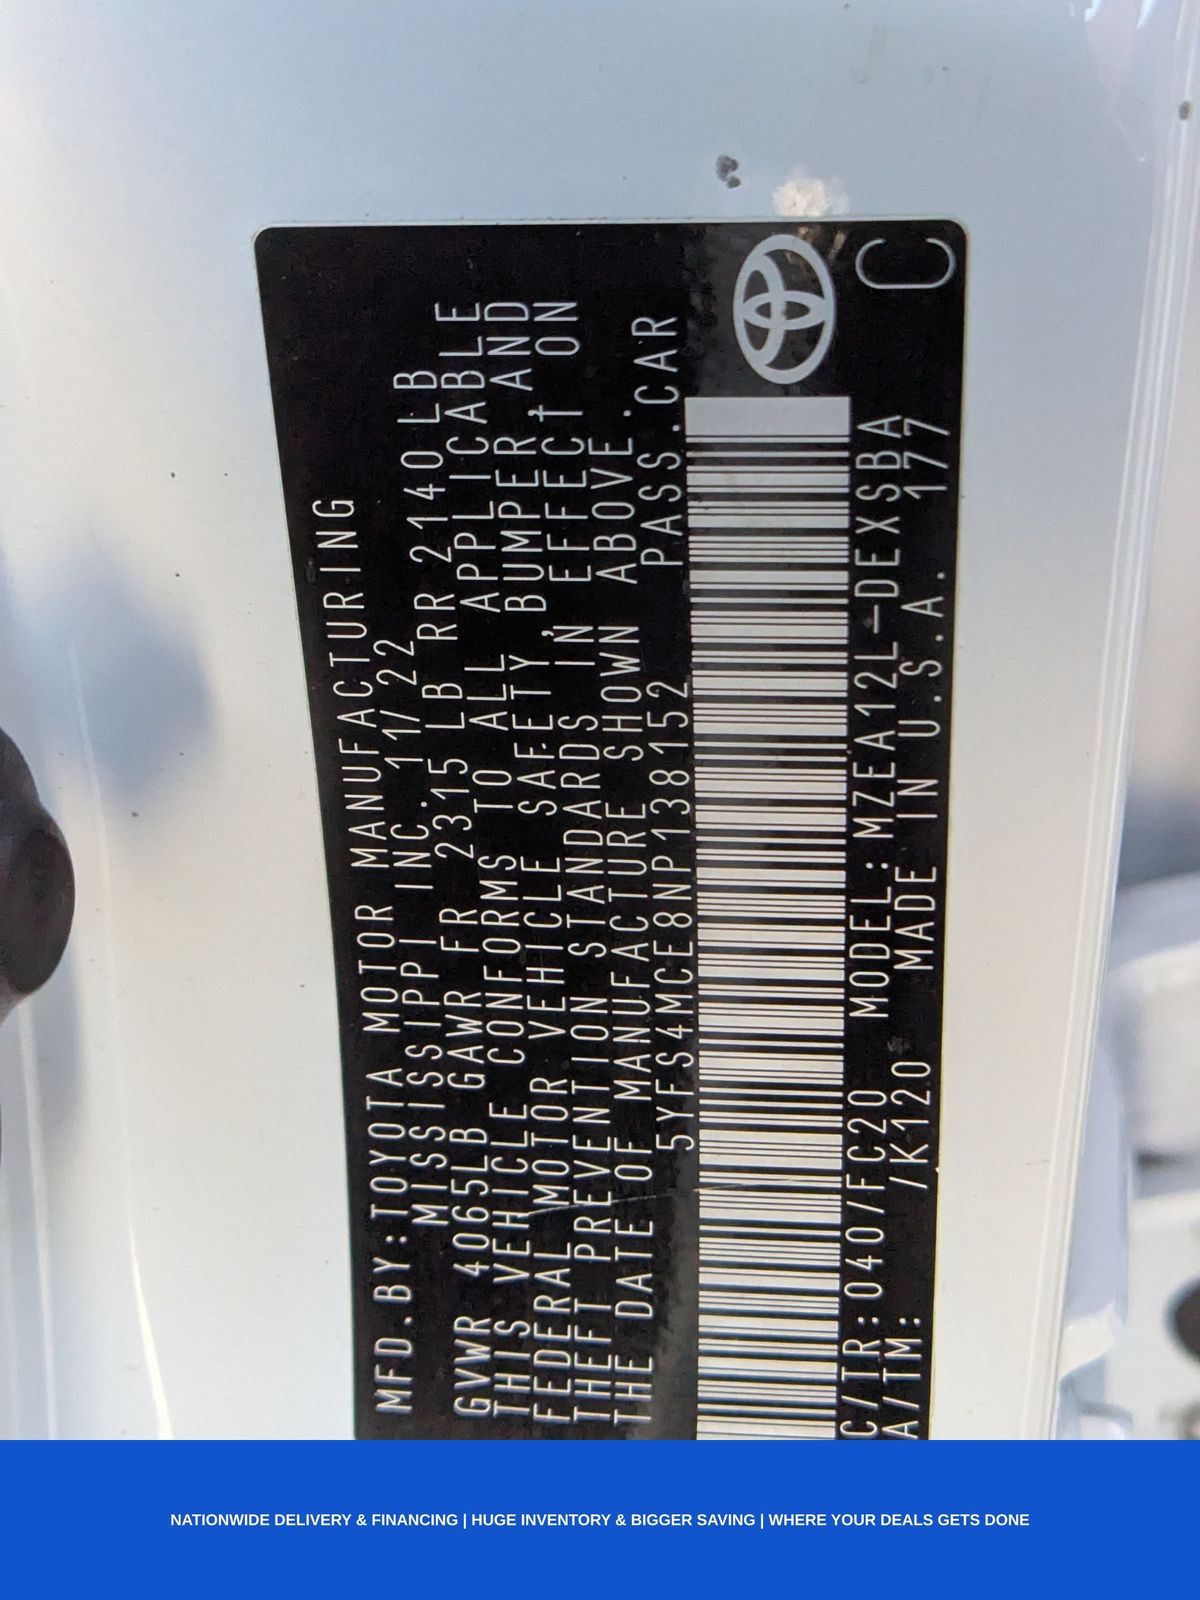 MFD.BY:TOYOTA MOTOR MANUFACTURING
MISSISSIPPI INC. 11/22
GVWR 4065LB GAWR FR 2315 LB RR 2140LB
THIS VEHICLE CONFORMS TO ALL APPLICABLE
FEDERAL MOTOR VEHICLE SAFETY, BUMPER AND
THEFT PREVENTION STANDARDS IN EFFECT ON
THE DATE OF MANUFACTURE SHOWN ABOVE.
5YFS4MCE8NP138152 PASS.CAR
C/TR:040/FC20 MODEL:MZEA12L-DEXSBA
A/TM: /K120 MADE IN U.S.A. 177
C
NATIONWIDE DELIVERY & FINANCING | HUGE INVENTORY & BIGGER SAVING | WHERE YOUR DEALS GETS DONE